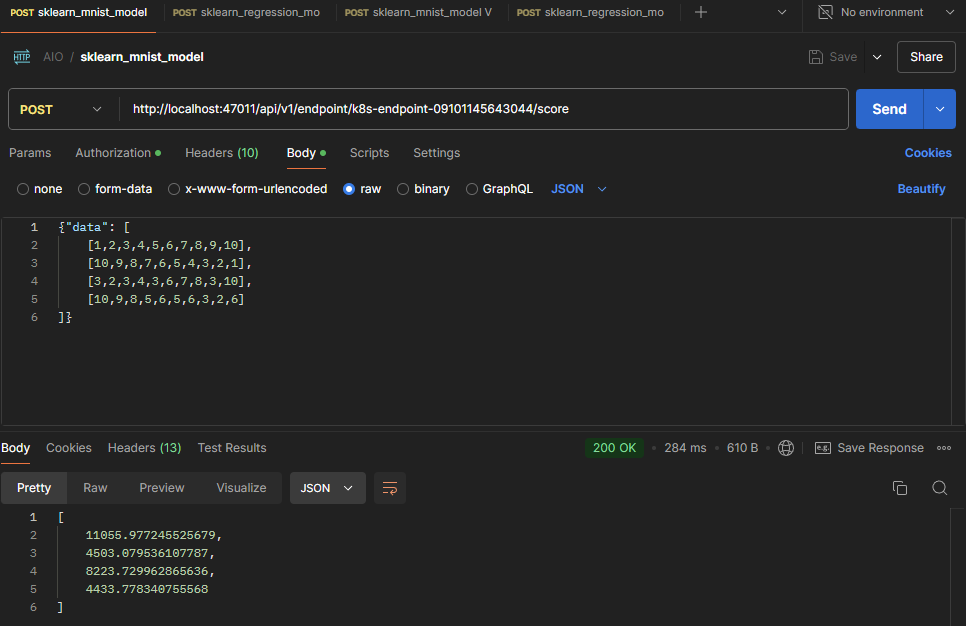 POST sklearn_mnist_model POST sklearn_regression_mo POST sklearn_mnist_model V POST sklearn_regression_mo No environment
HTTP AIO / sklearn_mnist_model Save Share
POST http://localhost:47011/api/v1/endpoint/k8s-endpoint-09101145643044/score Send
Params Authorization Headers (10) Body Scripts Settings Cookies
none form-data x-www-form-urlencoded raw binary GraphQL JSON Beautify
1 {"data": [
2 [1,2,3,4,5,6,7,8,9,10],
3 [10,9,8,7,6,5,4,3,2,1],
4 [3,2,3,4,3,6,7,8,3,10],
5 [10,9,8,5,6,5,6,3,2,6]
6 ]}
Body Cookies Headers (13) Test Results 200 OK 284 ms 610 B e.g. Save Response
Pretty Raw Preview Visualize JSON
1 [
2 11055.977245525679,
3 4503.079536107787,
4 8223.729962865636,
5 4433.778340755568
6 ]